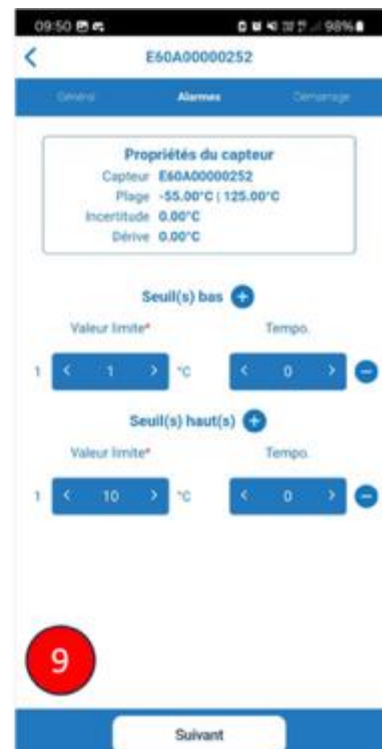 09:50 98%
E60A00000252
Général Alarmes Démarrage
Propriétés du capteur
Capteur E60A00000252
Plage -55.00°C | 125.00°C
Incertitude 0.00°C
Dérive 0.00°C
Seuil(s) bas +
Valeur limite* Tempo.
1 < 1 > °C < 0 > −
Seuil(s) haut(s) +
Valeur limite* Tempo.
1 < 10 > °C < 0 > −
9
Suivant